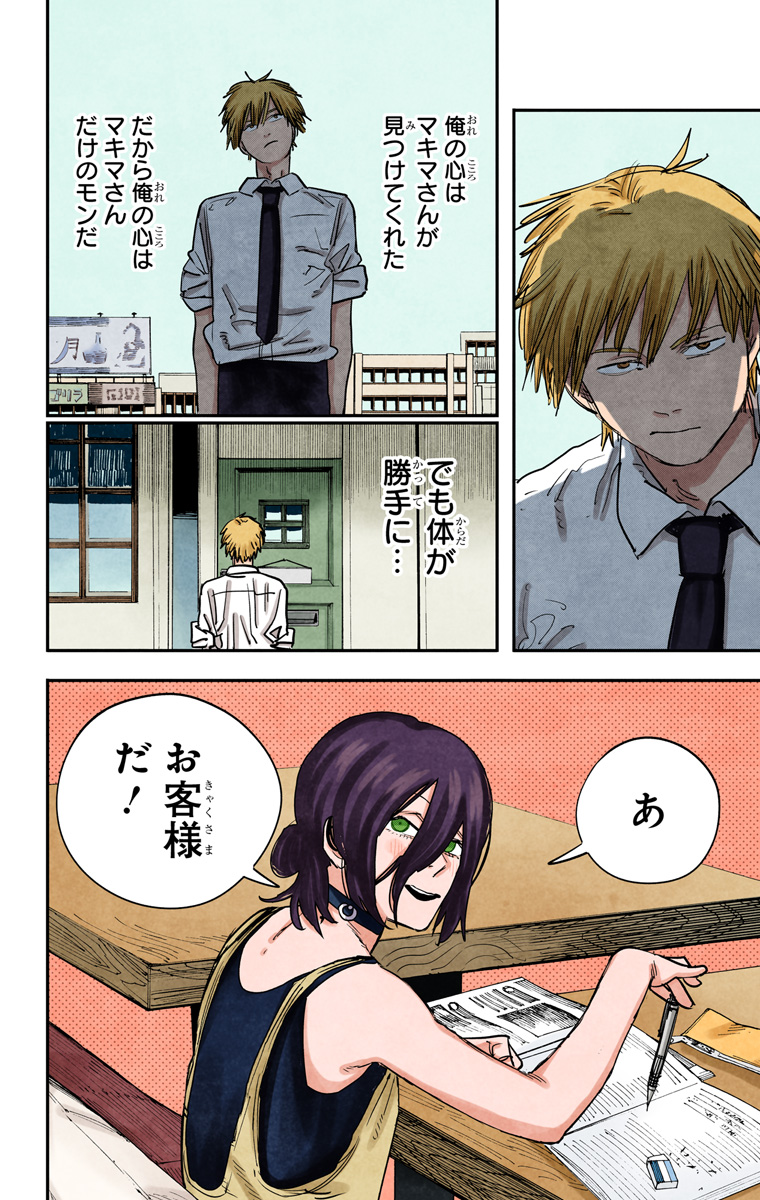 俺の心は
マキマさんが
見つけてくれた
だから俺の心は
マキマさん
だけのモンだ
でも体が
勝手に…
あ
お客様
だ!